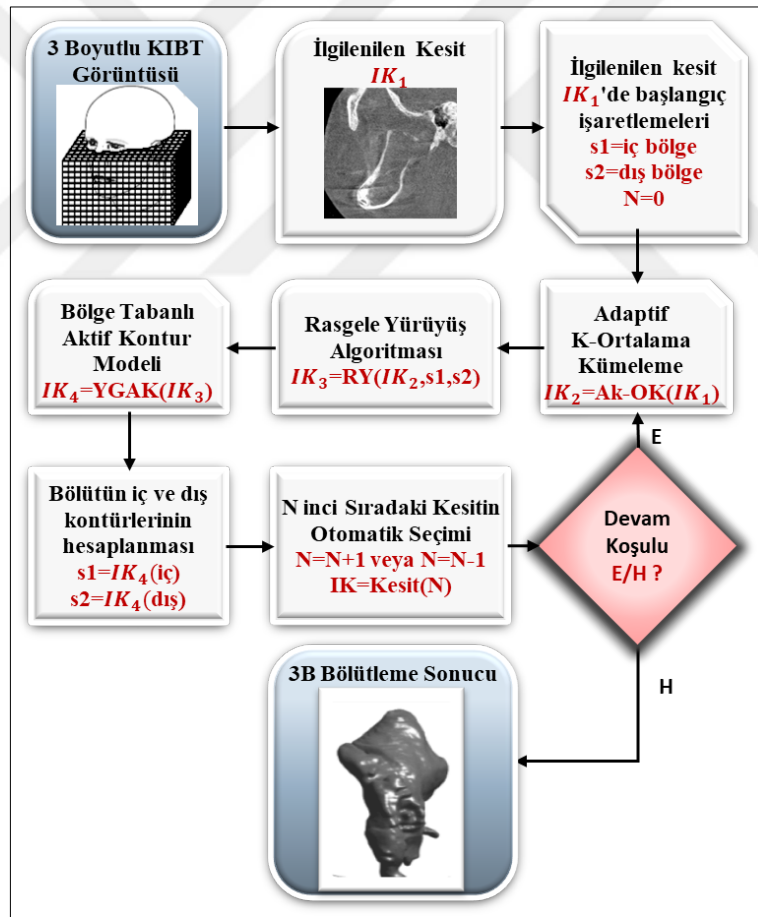 3 Boyutlu KIBT
Görüntüsü
İlgilenilen Kesit
IK₁
İlgilenilen kesit
IK₁'de başlangıç
işaretlemeleri
s1=iç bölge
s2=dış bölge
N=0
Adaptif
K-Ortalama
Kümeleme
IK₂=Ak-OK(IK₁)
Rasgele Yürüyüş
Algoritması
IK₃=RY(IK₂,s1,s2)
Bölge Tabanlı
Aktif Kontur
Modeli
IK₄=YGAK(IK₃)
Bölütün iç ve dış
kontürlerinin
hesaplanması
s1=IK₄(iç)
s2=IK₄(dış)
N inci Sıradaki Kesitin
Otomatik Seçimi
N=N+1 veya N=N-1
IK=Kesit(N)
Devam
Koşulu
E/H ?
E
H
3B Bölütleme Sonucu